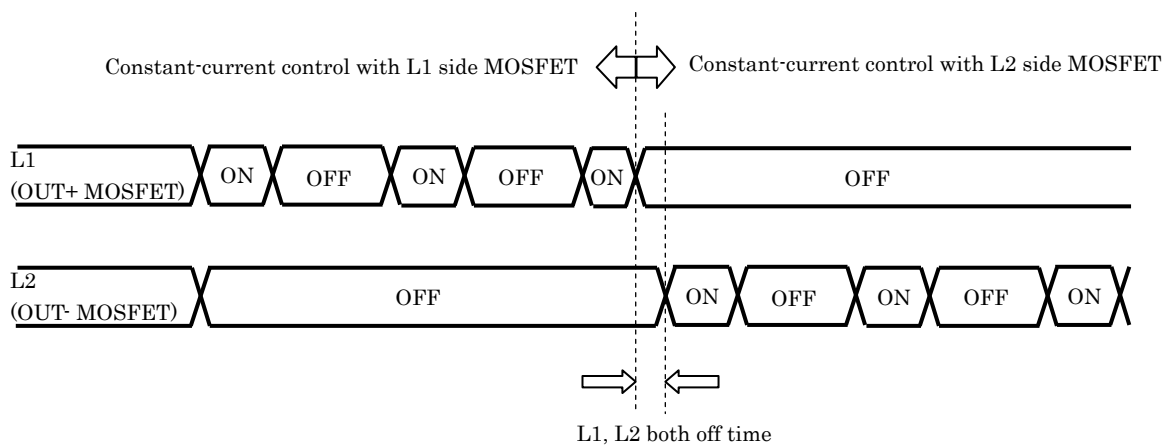 Constant-current control with L1 side MOSFET
Constant-current control with L2 side MOSFET
L1
(OUT+ MOSFET)
ON
OFF
ON
OFF
ON
OFF
L2
(OUT- MOSFET)
OFF
ON
OFF
ON
OFF
ON
L1, L2 both off time